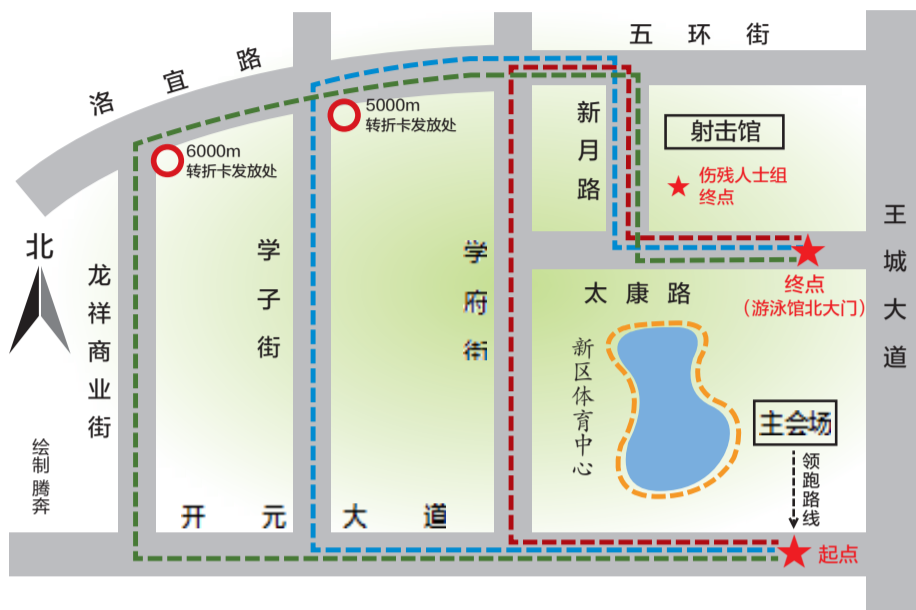 五环街
洛宜路
5000m
转折卡发放处
6000m
转折卡发放处
新月路
射击馆
伤残人士组
终点
王城大道
北
龙祥商业街
学子街
学府街
太康路
终点
（游泳馆北大门）
新区体育中心
主会场
领跑路线
绘制 腾奔
开元大道
起点